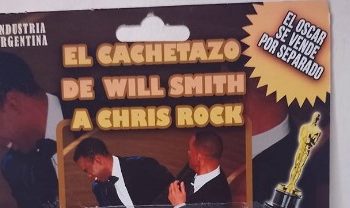 INDUSTRIA
ARGENTINA
EL CACHETAZO
DE WILL SMITH
A CHRIS ROCK
EL OSCAR
SE VENDE
POR SEPARADO